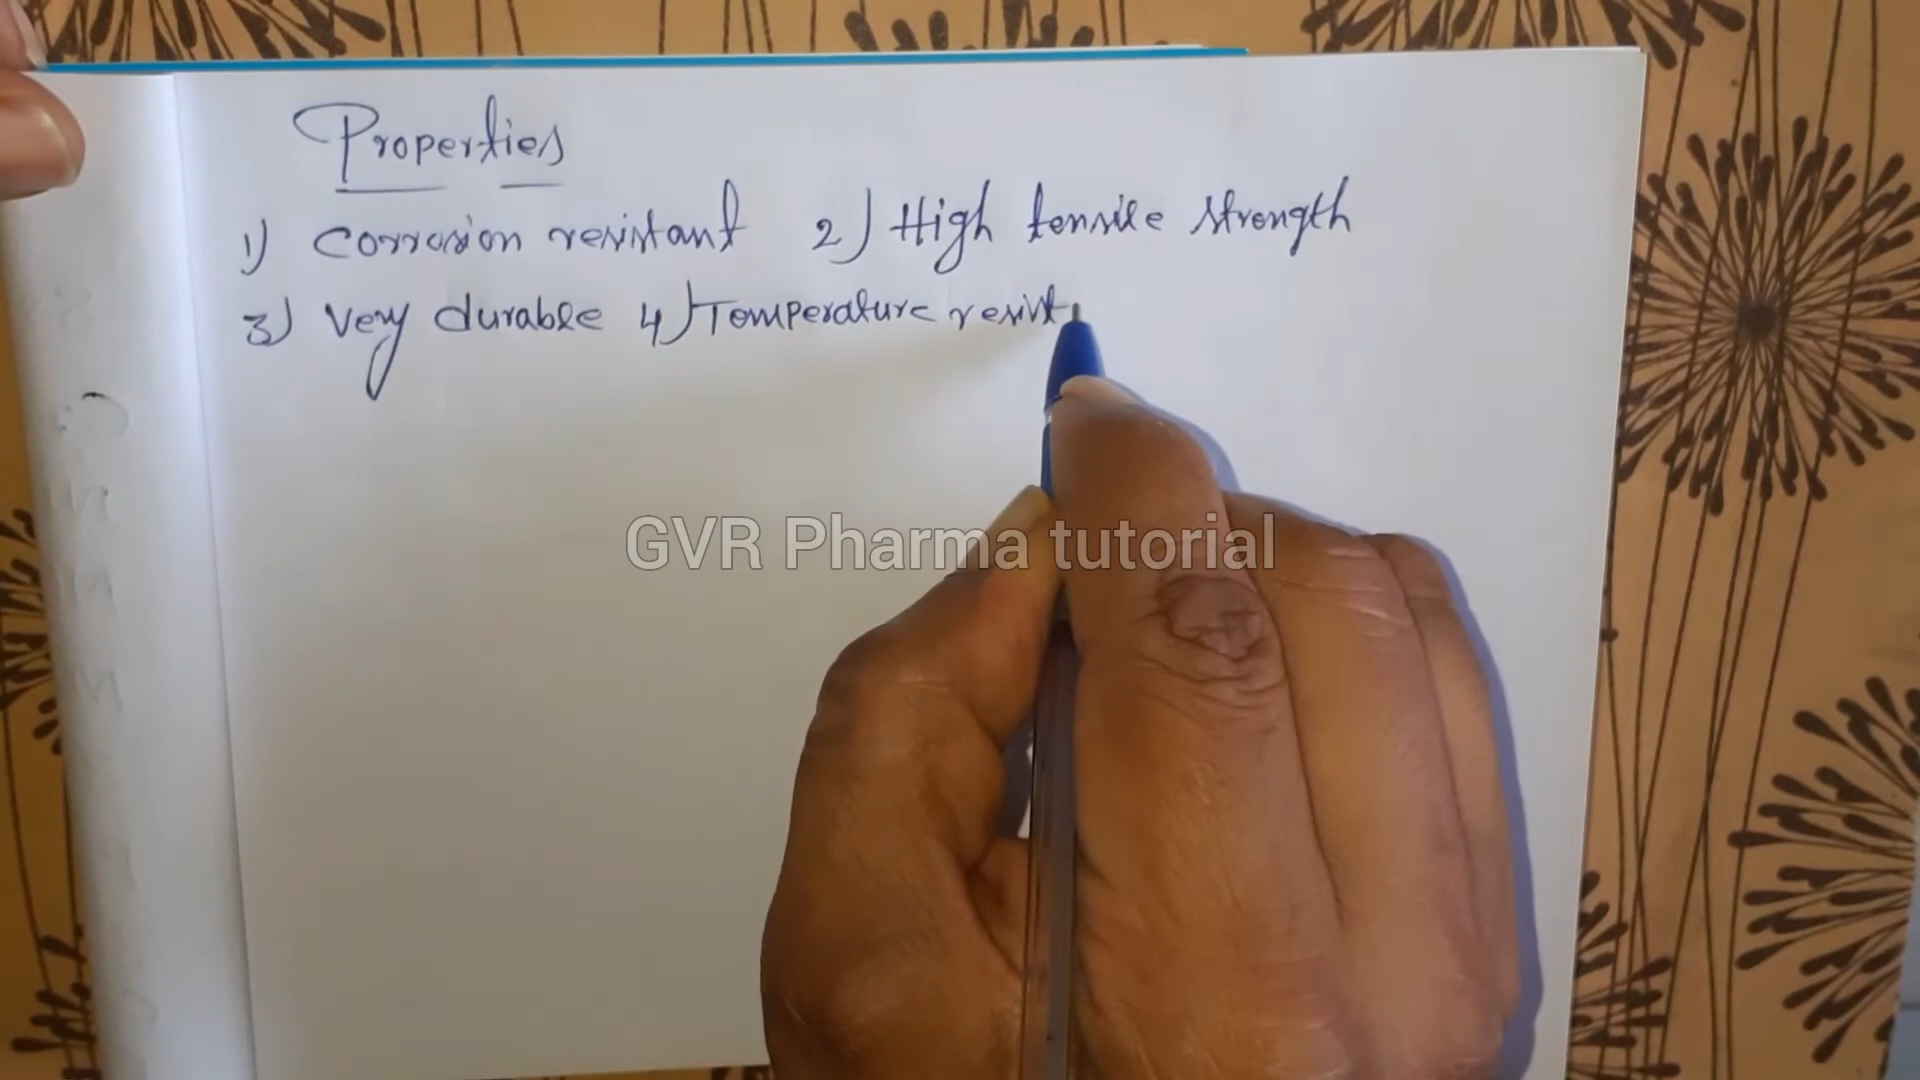 Properties
1) Corrosion resistant 2) High tensile strength
3) Very durable 4) Temperature resist
GVR Pharma tutorial